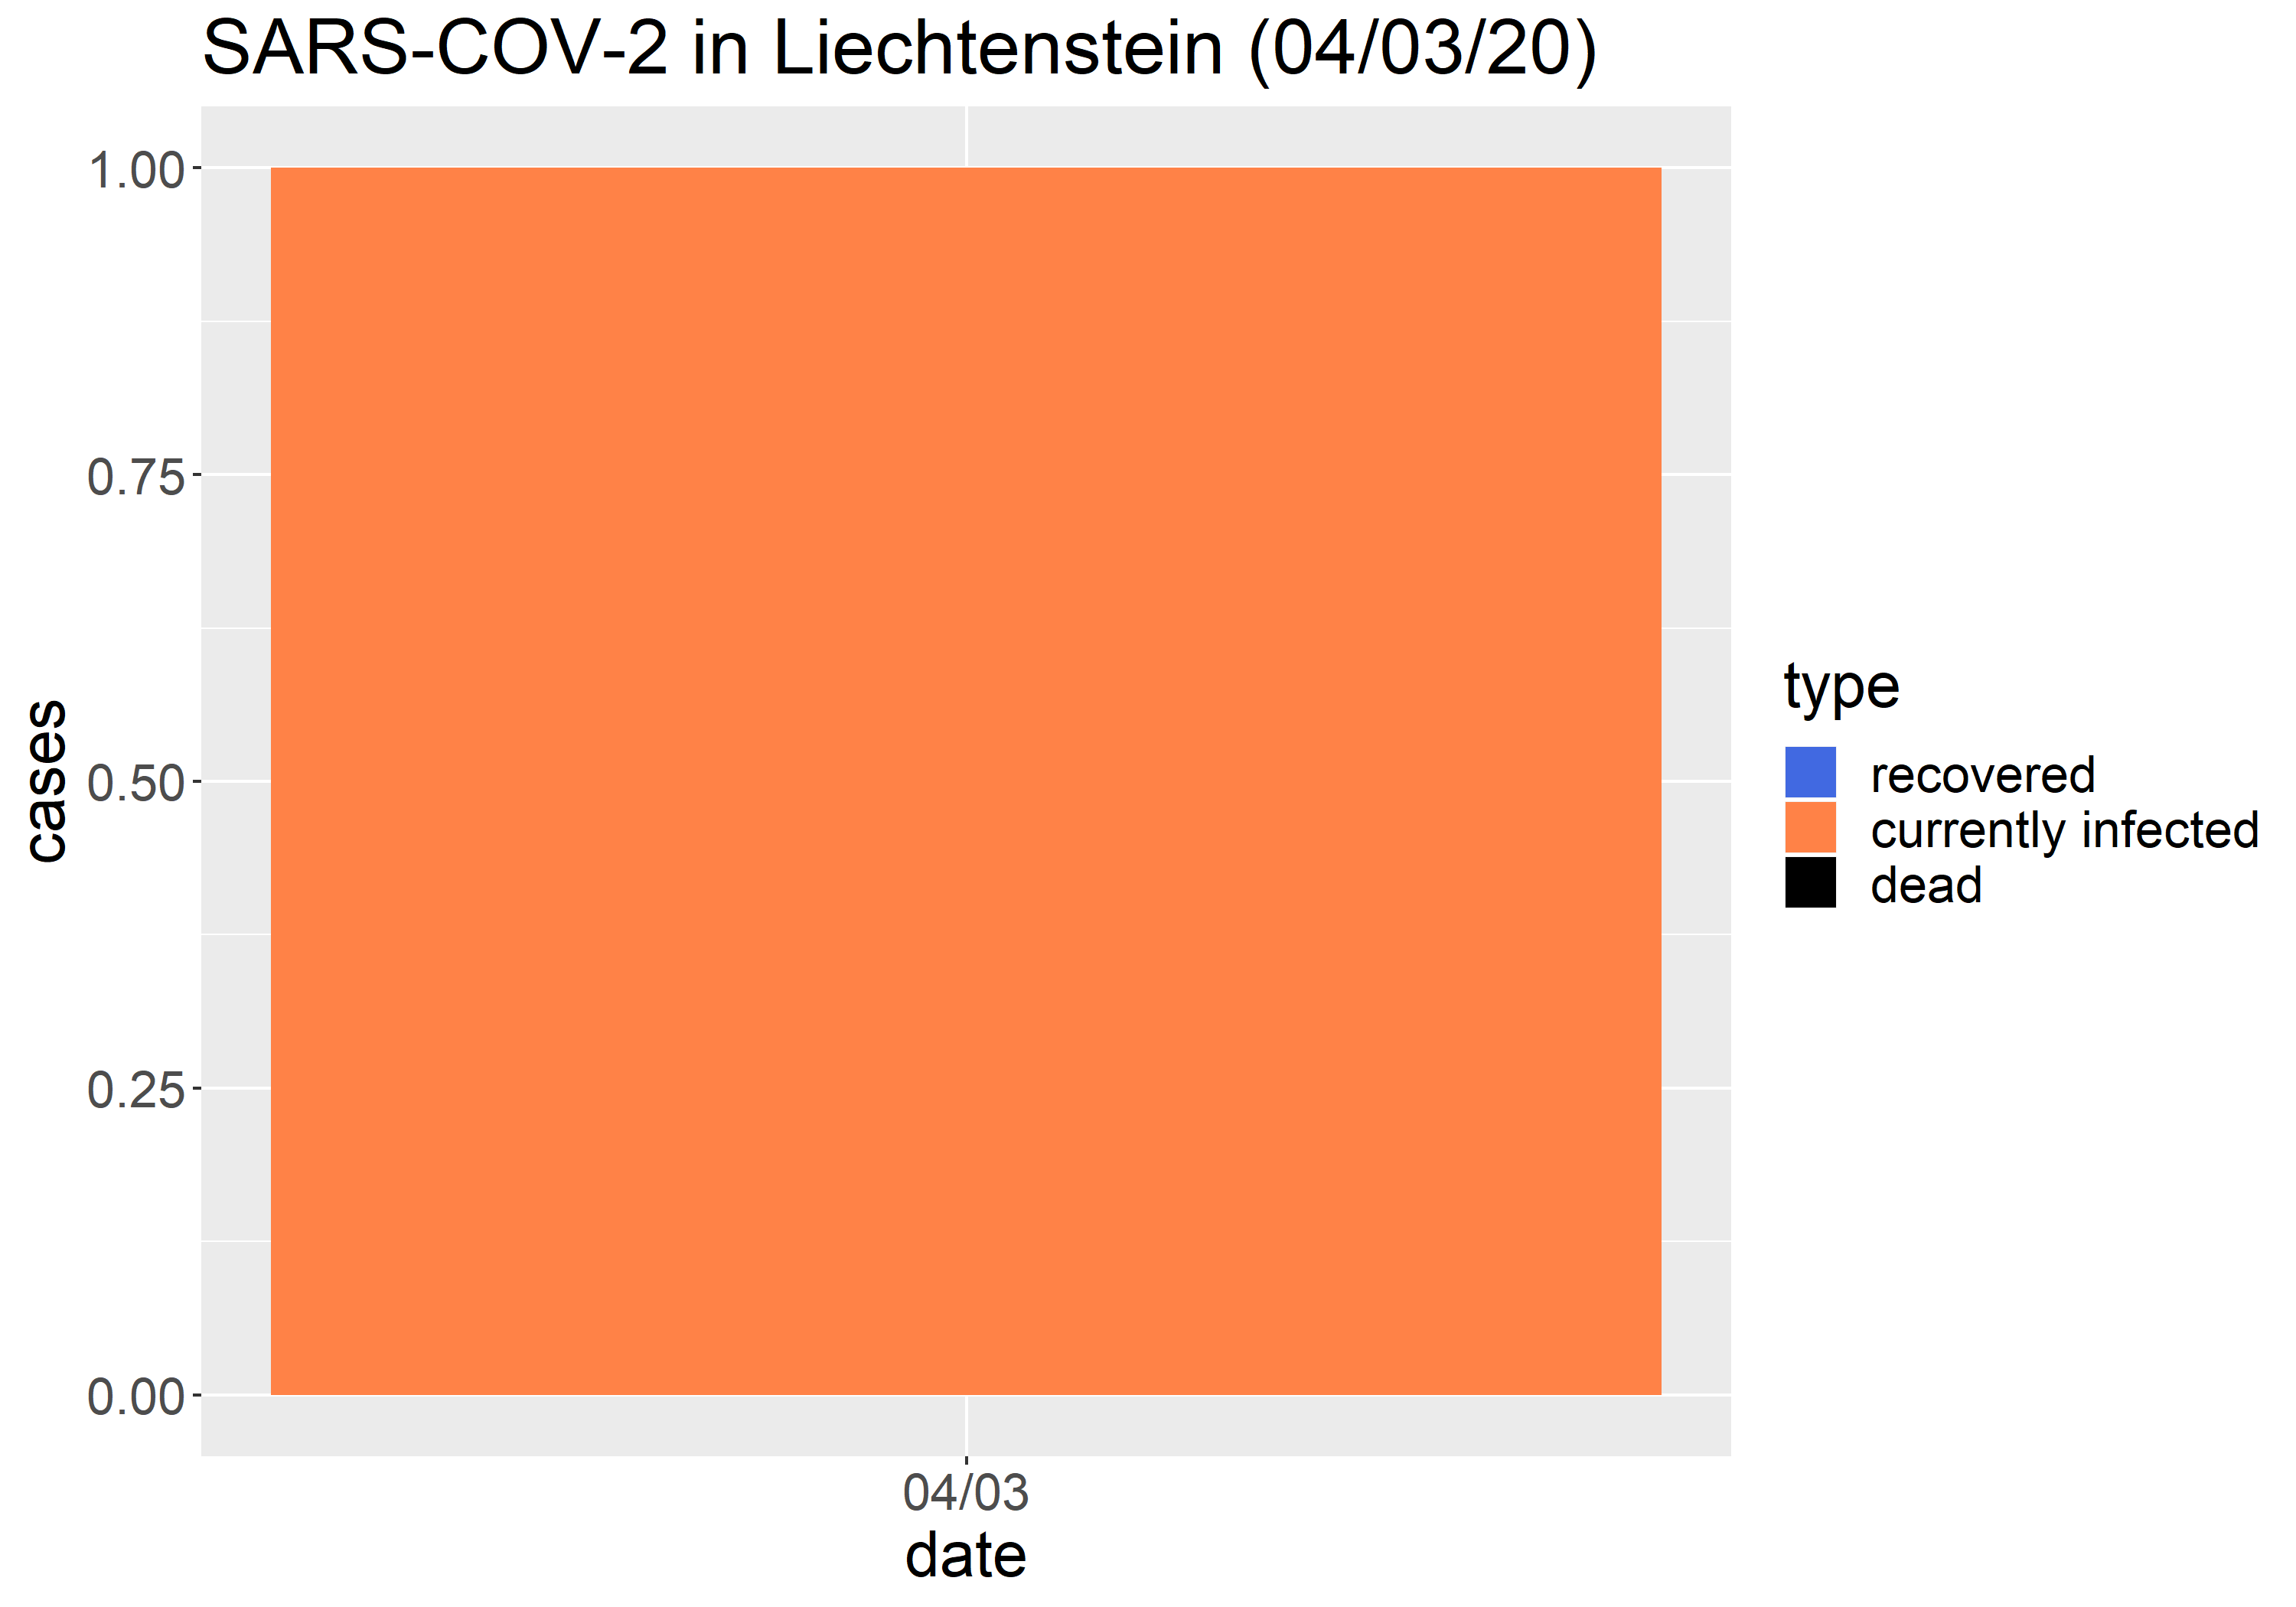 SARS-COV-2 in Liechtenstein (04/03/20)
1.00
0.75
0.50
0.25
0.00
cases
04/03
date
type
recovered
currently infected
dead